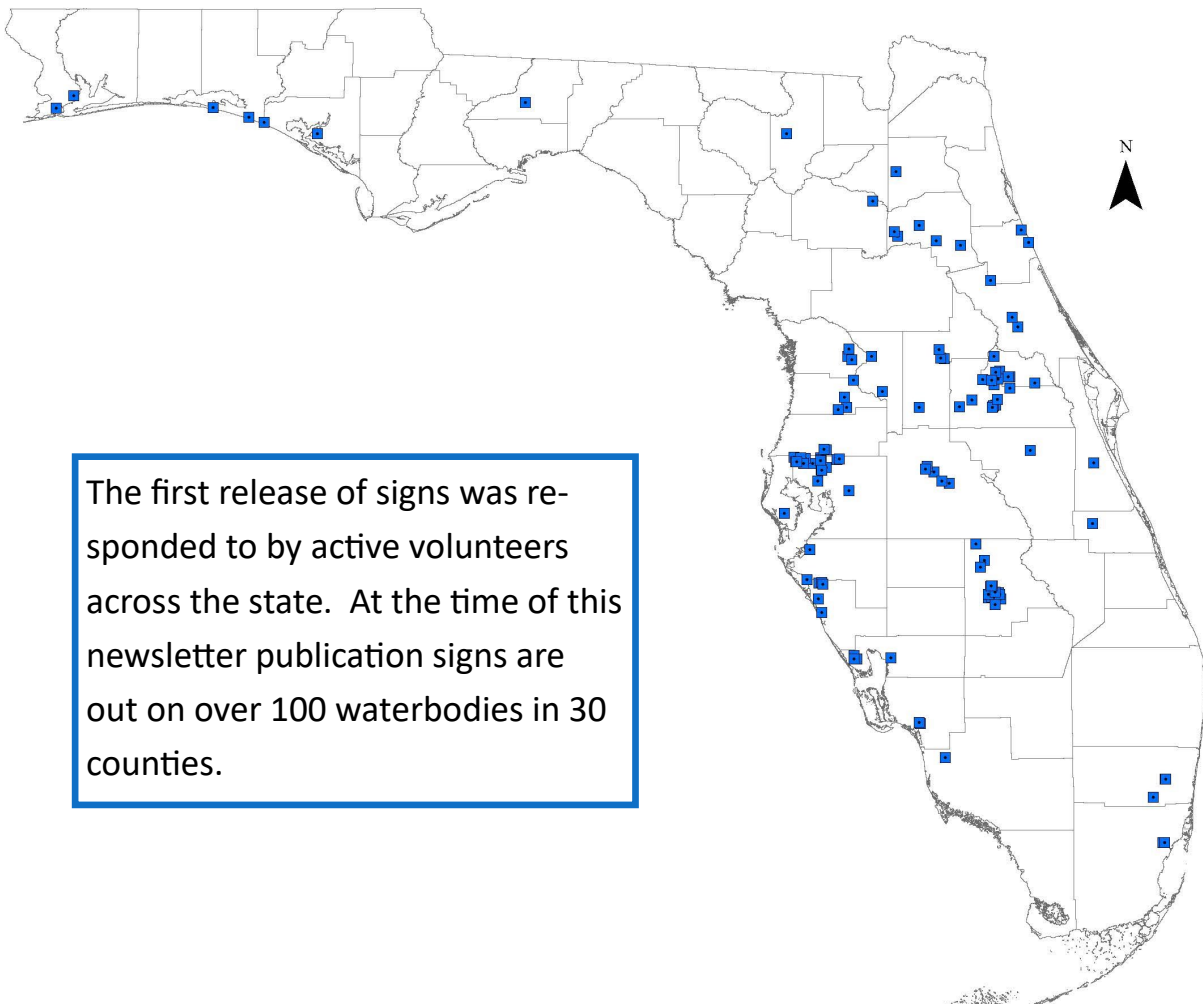 N
The first release of signs was re-
sponded to by active volunteers
across the state.  At the time of this
newsletter publication signs are
out on over 100 waterbodies in 30
counties.